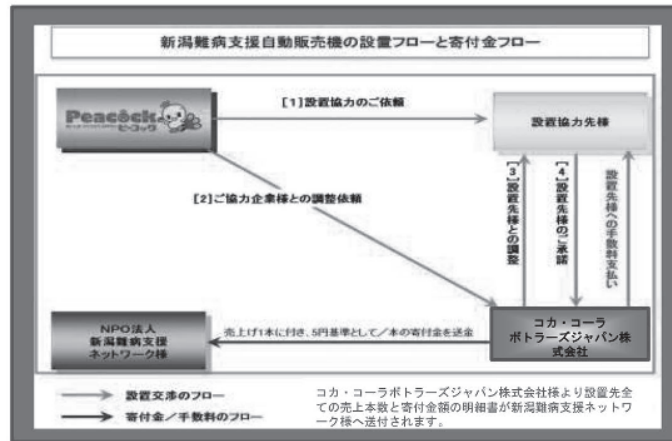 新潟難病支援自動販売機の設置フローと寄付金フロー
Peacock
ピーコック
[1]設置協力のご依頼
設置協力先様
[2]ご協力企業様との調整依頼
[3]設置先様との調整
[4]設置先様のご承諾
設置先様への手数料支払い
NPO法人
新潟難病支援
ネットワーク様
売上げ1本に付き、5円基準として／本の寄付金を送金
コカ・コーラ
ボトラーズジャパン株
式会社
設置交渉のフロー
寄付金／手数料のフロー
コカ・コーラボトラーズジャパン株式会社様より設置先全
ての売上本数と寄付金額の明細書が新潟難病支援ネットワ
ーク様へ送付されます。